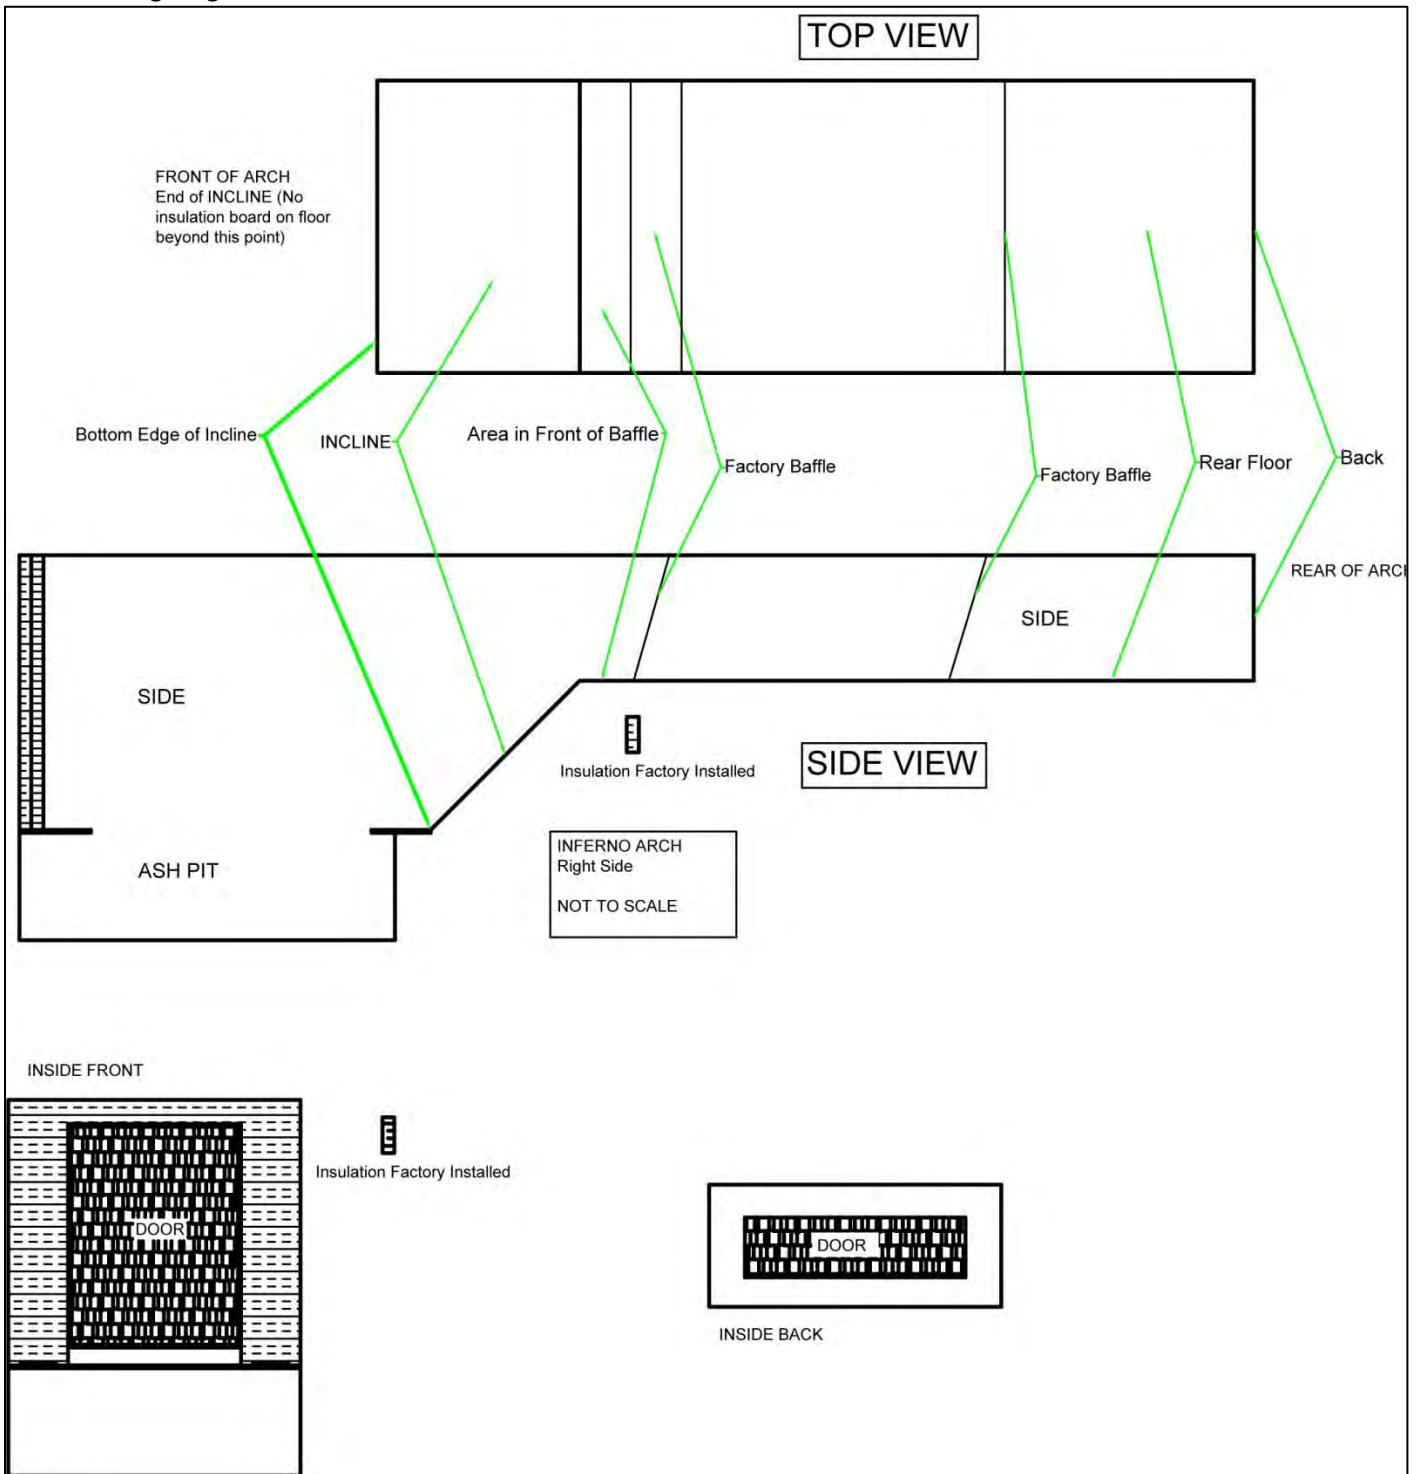 TOP VIEW
FRONT OF ARCH
End of INCLINE (No
insulation board on floor
beyond this point)
Bottom Edge of Incline
INCLINE
Area in Front of Baffle
Factory Baffle
Factory Baffle
Rear Floor
Back
REAR OF ARCH
SIDE
SIDE
Insulation Factory Installed
SIDE VIEW
ASH PIT
INFERNO ARCH
Right Side
NOT TO SCALE
INSIDE FRONT
DOOR
Insulation Factory Installed
DOOR
INSIDE BACK